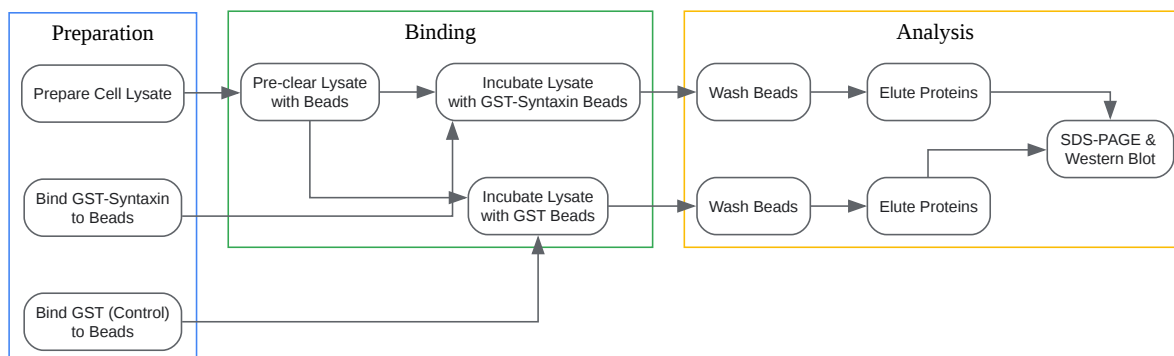 Preparation
Prepare Cell Lysate
Bind GST-Syntaxin
to Beads
Bind GST (Control)
to Beads
Binding
Pre-clear Lysate
with Beads
Incubate Lysate
with GST-Syntaxin Beads
Incubate Lysate
with GST Beads
Analysis
Wash Beads
Elute Proteins
Wash Beads
Elute Proteins
SDS-PAGE &
Western Blot